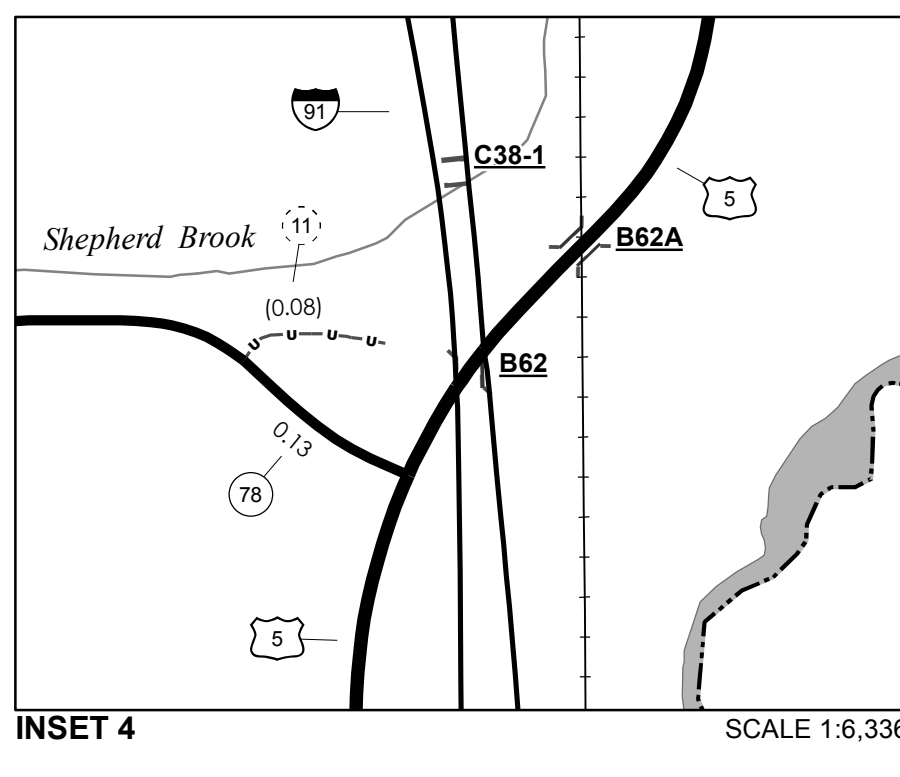 91
C38-1
5
11
Shepherd Brook
B62A
(0.08)
U U U U
B62
0.13
78
5
INSET 4
SCALE 1:6,336